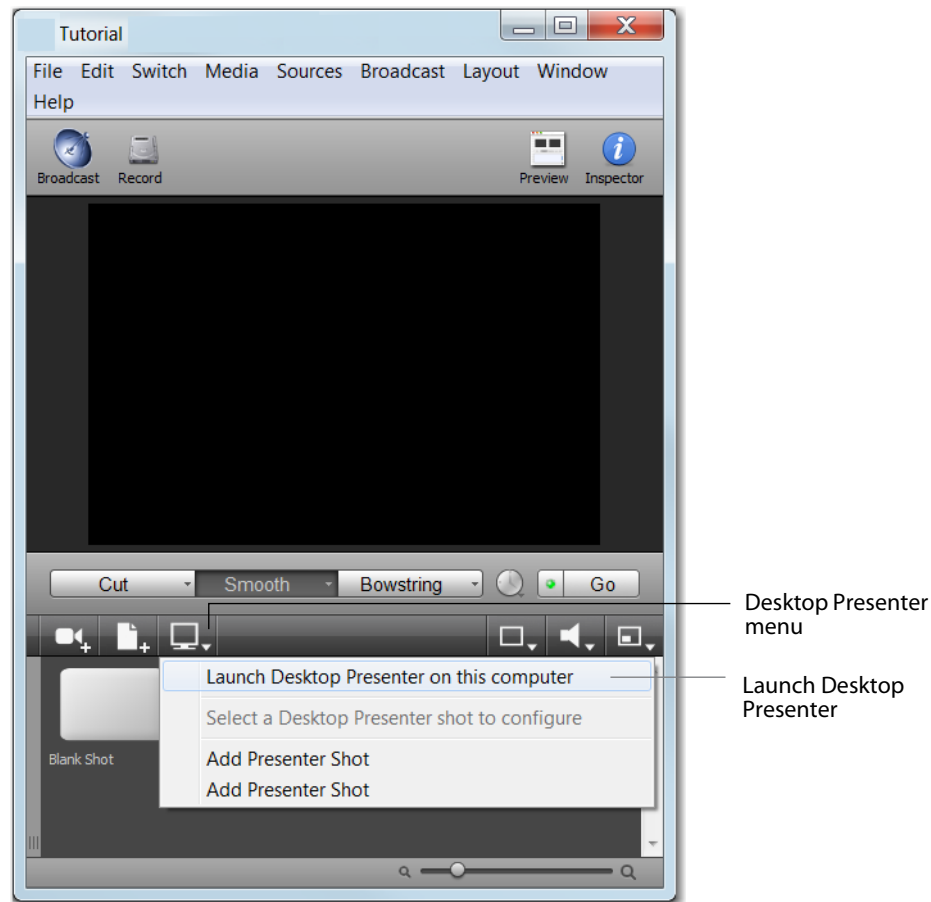 Tutorial
File Edit Switch Media Sources Broadcast Layout Window
Help
Broadcast Record Preview Inspector
Cut Smooth Bowstring Go
Desktop Presenter
menu
Launch Desktop Presenter on this computer
Launch Desktop
Presenter
Select a Desktop Presenter shot to configure
Blank Shot
Add Presenter Shot
Add Presenter Shot